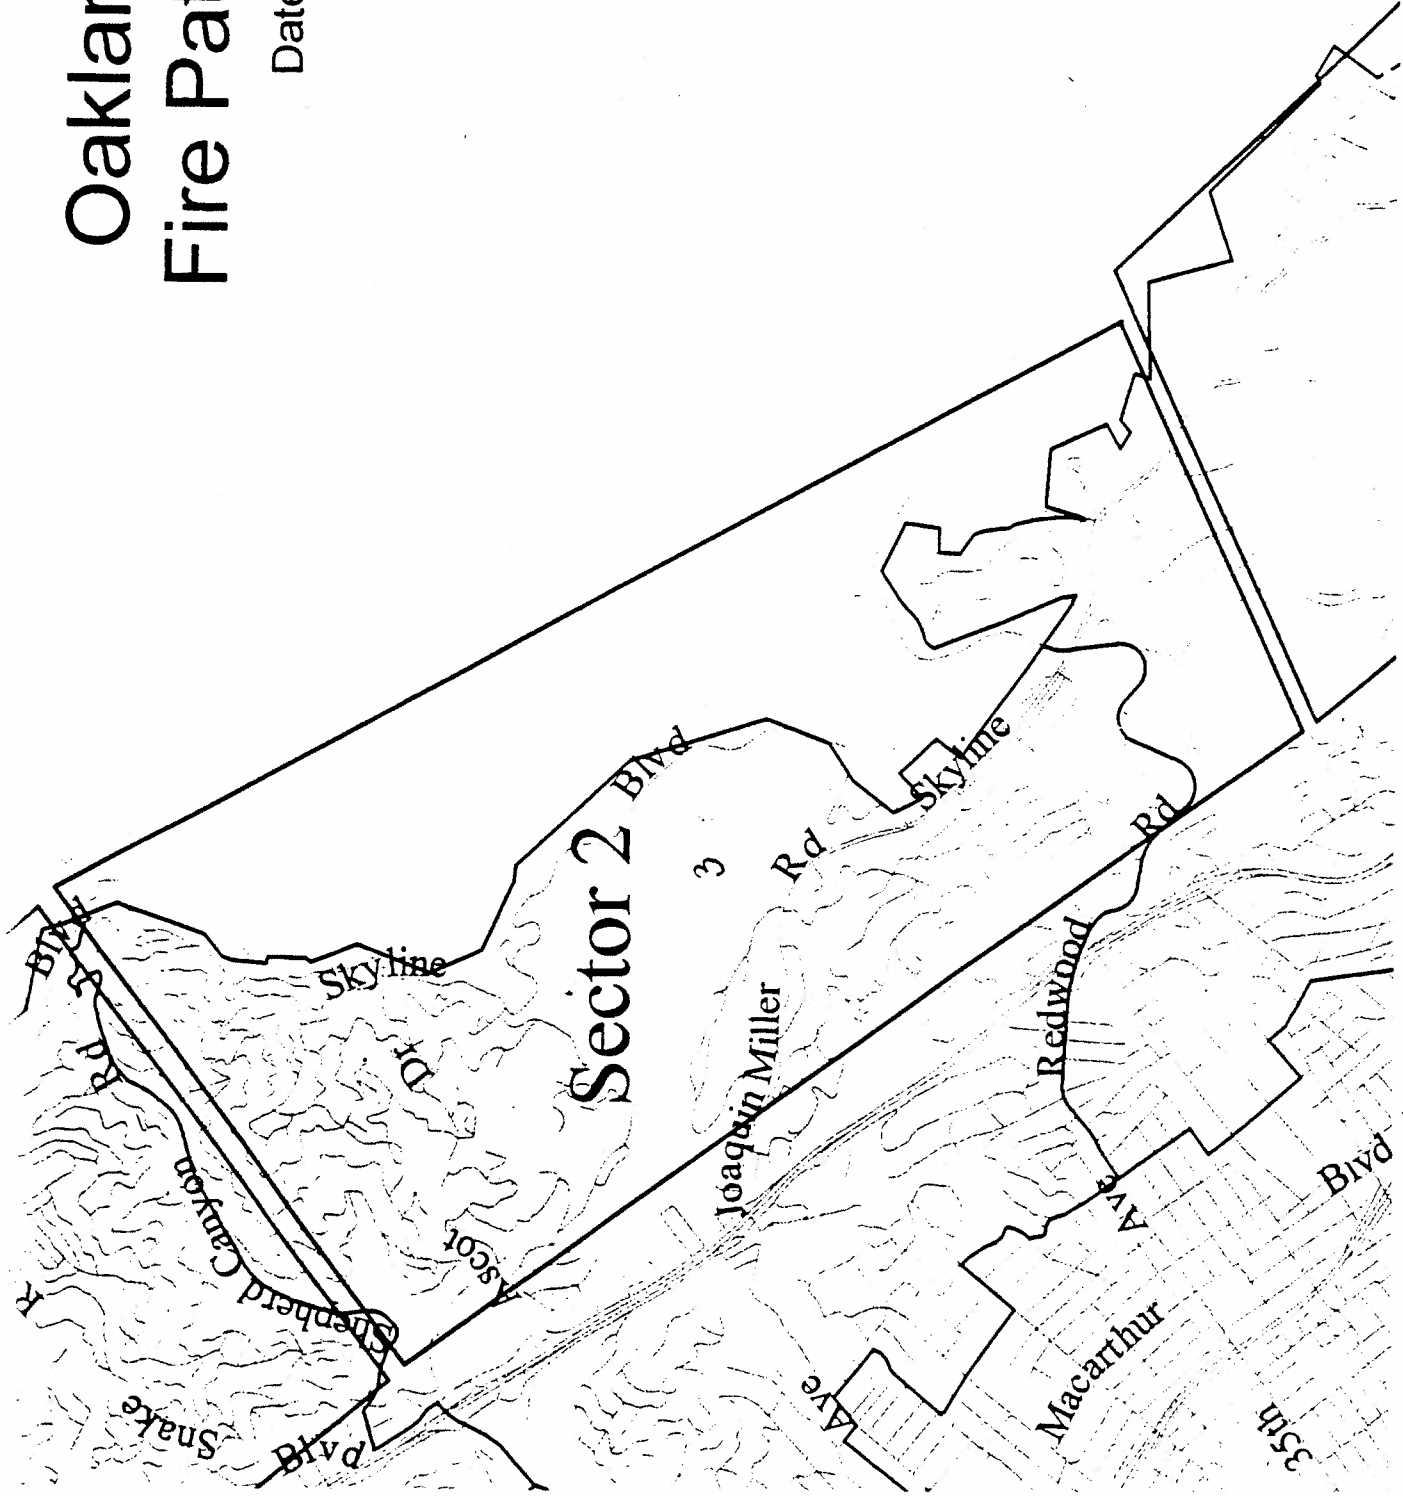 Oaklan
Fire Pat
Date
Blvd
Rd
Skyline
Blvd
Dr
Sector 2
3
Rd
Skyline
Rd
Redwood
Joaquin Miller
Ascot
Shepherd Canyon
R
Snake
Blvd
Ave
Ave
Macarthur
Blvd
35th